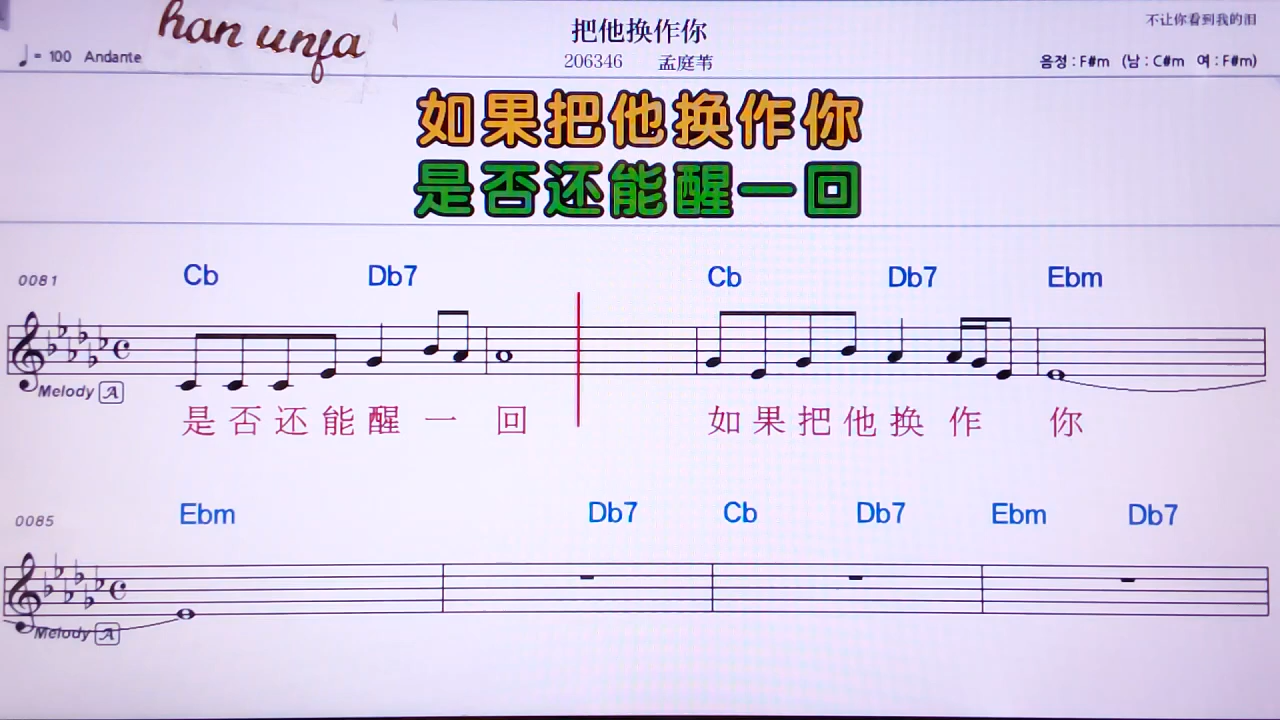 han unfa
把他换作你
不让你看到我的泪
♩ = 100 Andante
206346 孟庭苇
음정 : F#m (남 : C#m 여 : F#m)
如果把他换作你
是否还能醒一回
0081 Cb Db7 Cb Db7 Ebm
Melody A
是否还能醒一回 如果把他换作你
0085 Ebm Db7 Cb Db7 Ebm Db7
Melody A